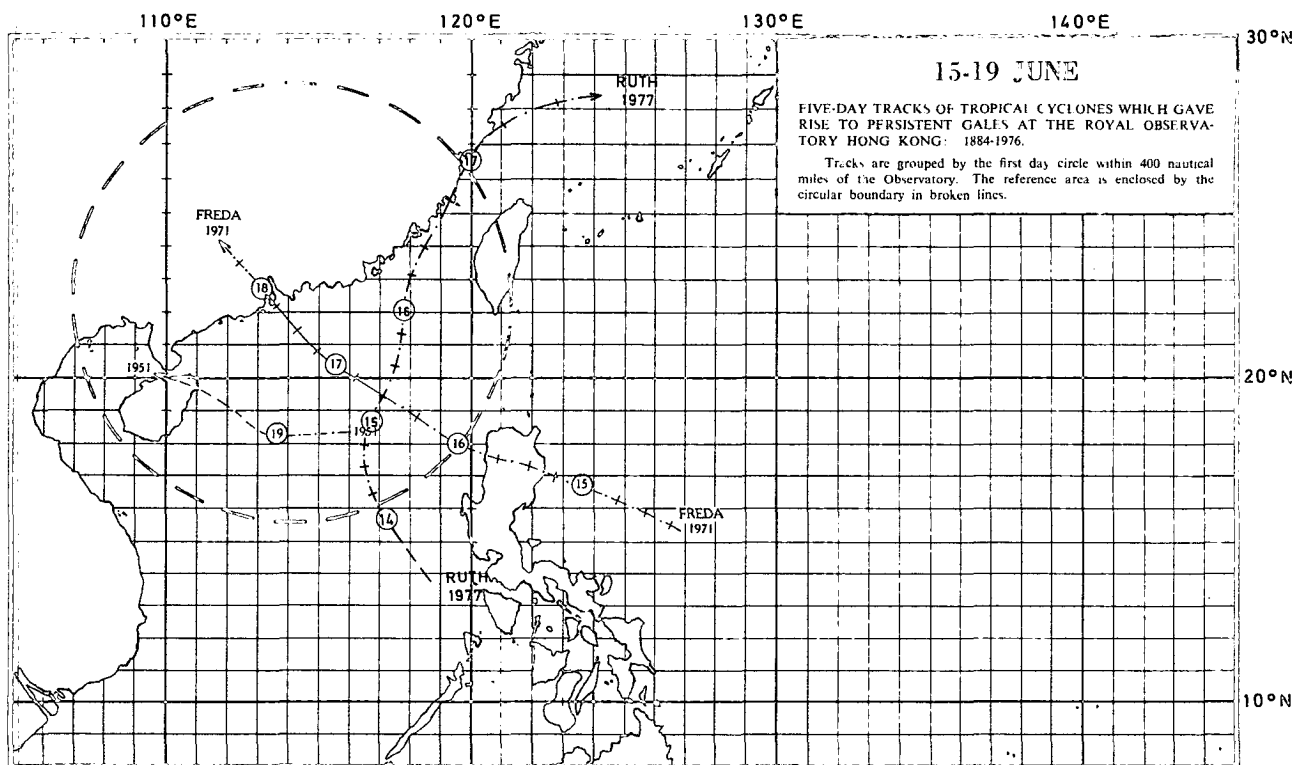 110°E 120°E 130°E 140°E
30°N
15-19 JUNE
FIVE-DAY TRACKS OF TROPICAL CYCLONES WHICH GAVE
RISE TO PERSISTENT GALES AT THE ROYAL OBSERVA-
TORY HONG KONG: 1884-1976.
Tracks are grouped by the first day circle within 400 nautical
miles of the Observatory. The reference area is enclosed by the
circular boundary in broken lines.
RUTH
1977
17
FREDA
1971
18
16
17
1951
20°N
15
19
1951
16
15
14
FREDA
1971
RUTH
1977
10°N